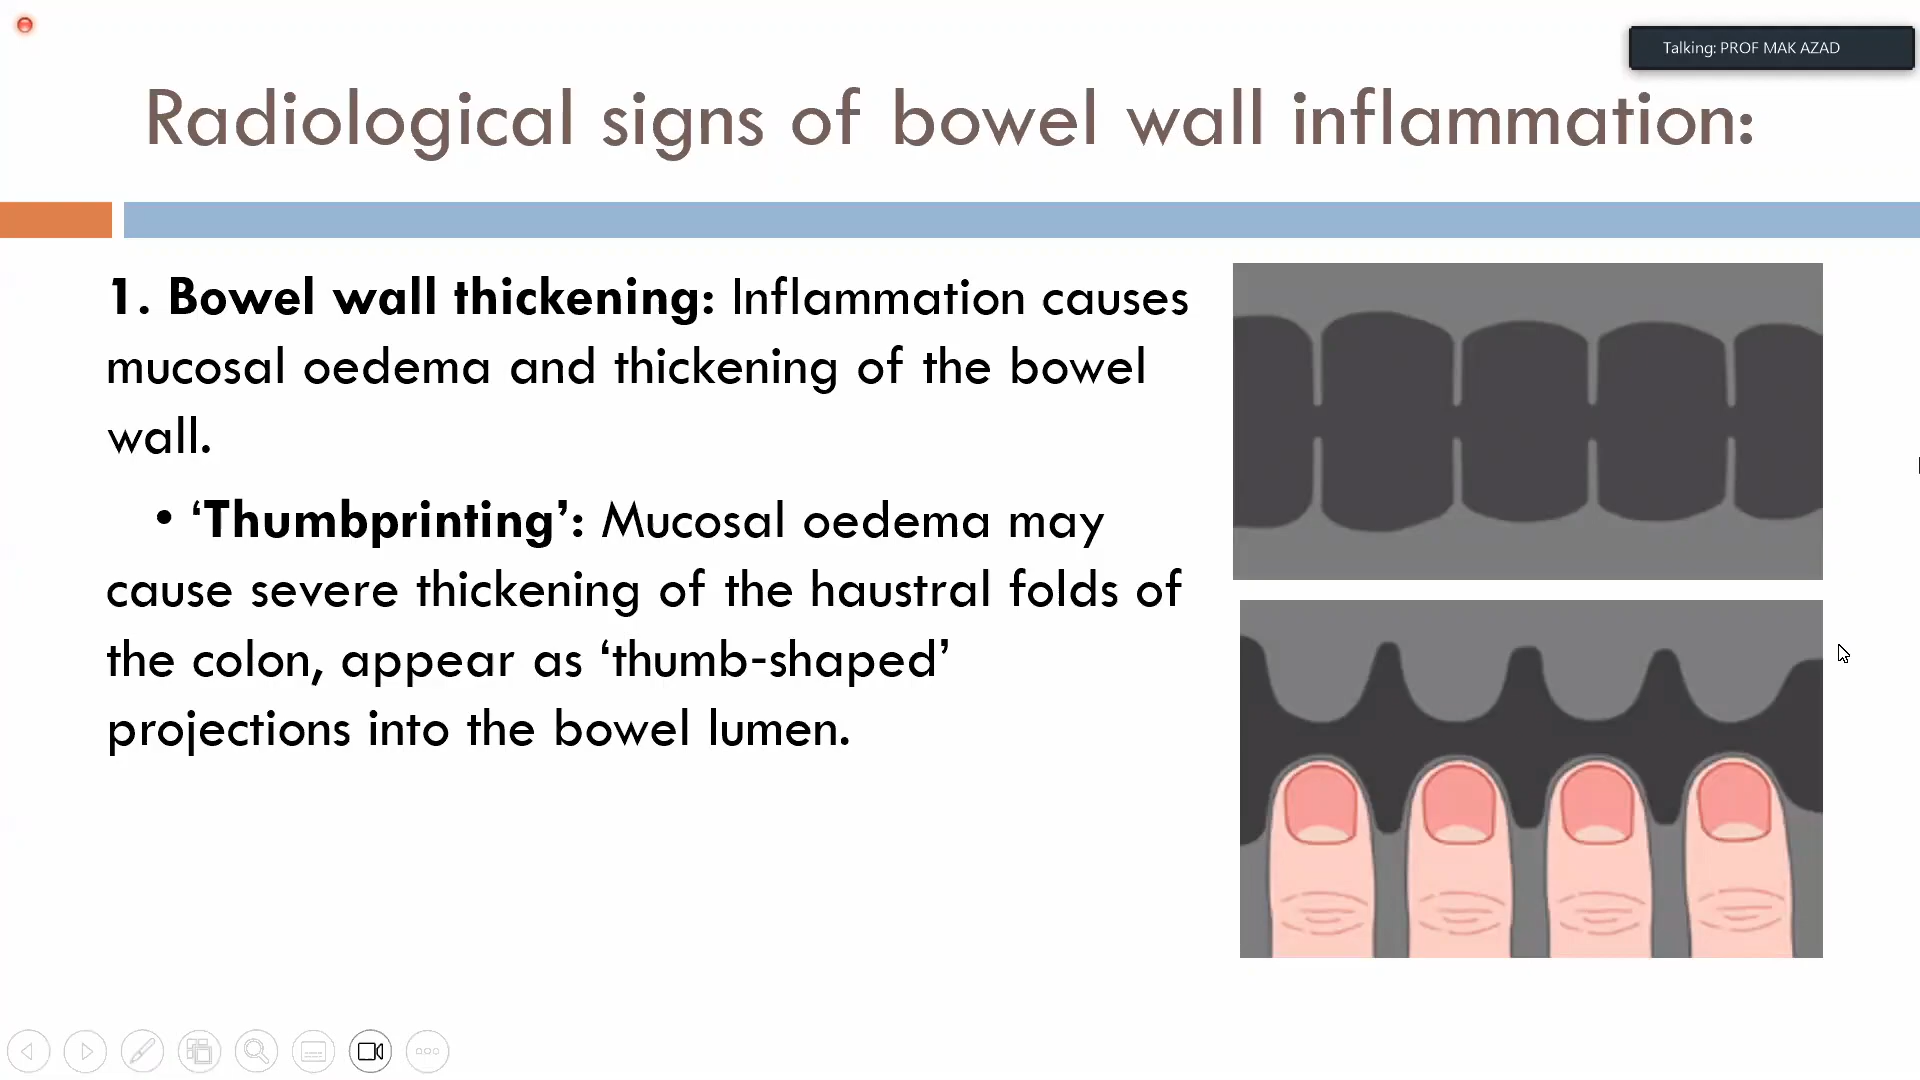 Talking: PROF MAK AZAD
Radiological signs of bowel wall inflammation:
1. Bowel wall thickening: Inflammation causes
mucosal oedema and thickening of the bowel
wall.
• ‘Thumbprinting’: Mucosal oedema may
cause severe thickening of the haustral folds of
the colon, appear as ‘thumb-shaped’
projections into the bowel lumen.